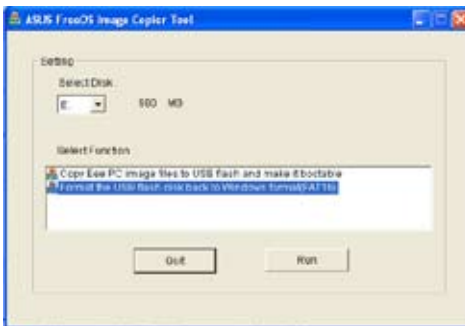 ASUS FreeOS Image Copier Tool
Setting
Select Disk
E: MB
Select Function
Copy Eee PC image files to USB flash and make it bootable
Format the USB flash disk back to Windows format(FAT16)
Quit Run